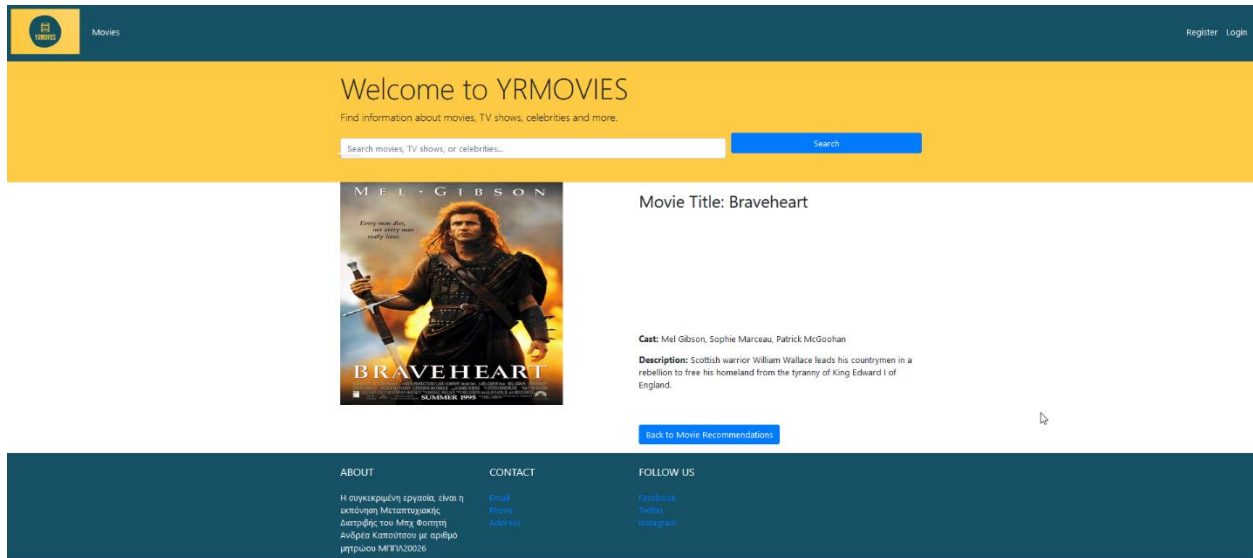 YRMOVIES
Movies
Register Login
Welcome to YRMOVIES
Find information about movies, TV shows, celebrities and more.
Search movies, TV shows, or celebrities...
Search
MEL · GIBSON
Every man dies,
not every man
really lives.
BRAVEHEART
SUMMER 1995
Movie Title: Braveheart
Cast: Mel Gibson, Sophie Marceau, Patrick McGoohan
Description: Scottish warrior William Wallace leads his countrymen in a
rebellion to free his homeland from the tyranny of King Edward I of
England.
Back to Movie Recommendations
ABOUT
Η συγκεκριμένη εργασία, είναι η
εκπόνηση Μεταπτυχιακής
Διατριβής του Μπχ Φοιτητή
Ανδρέα Καπούτσου με αριθμό
μητρώου ΜΠΠΛ20026
CONTACT
Email
Phone
Address
FOLLOW US
Facebook
Twitter
Instagram